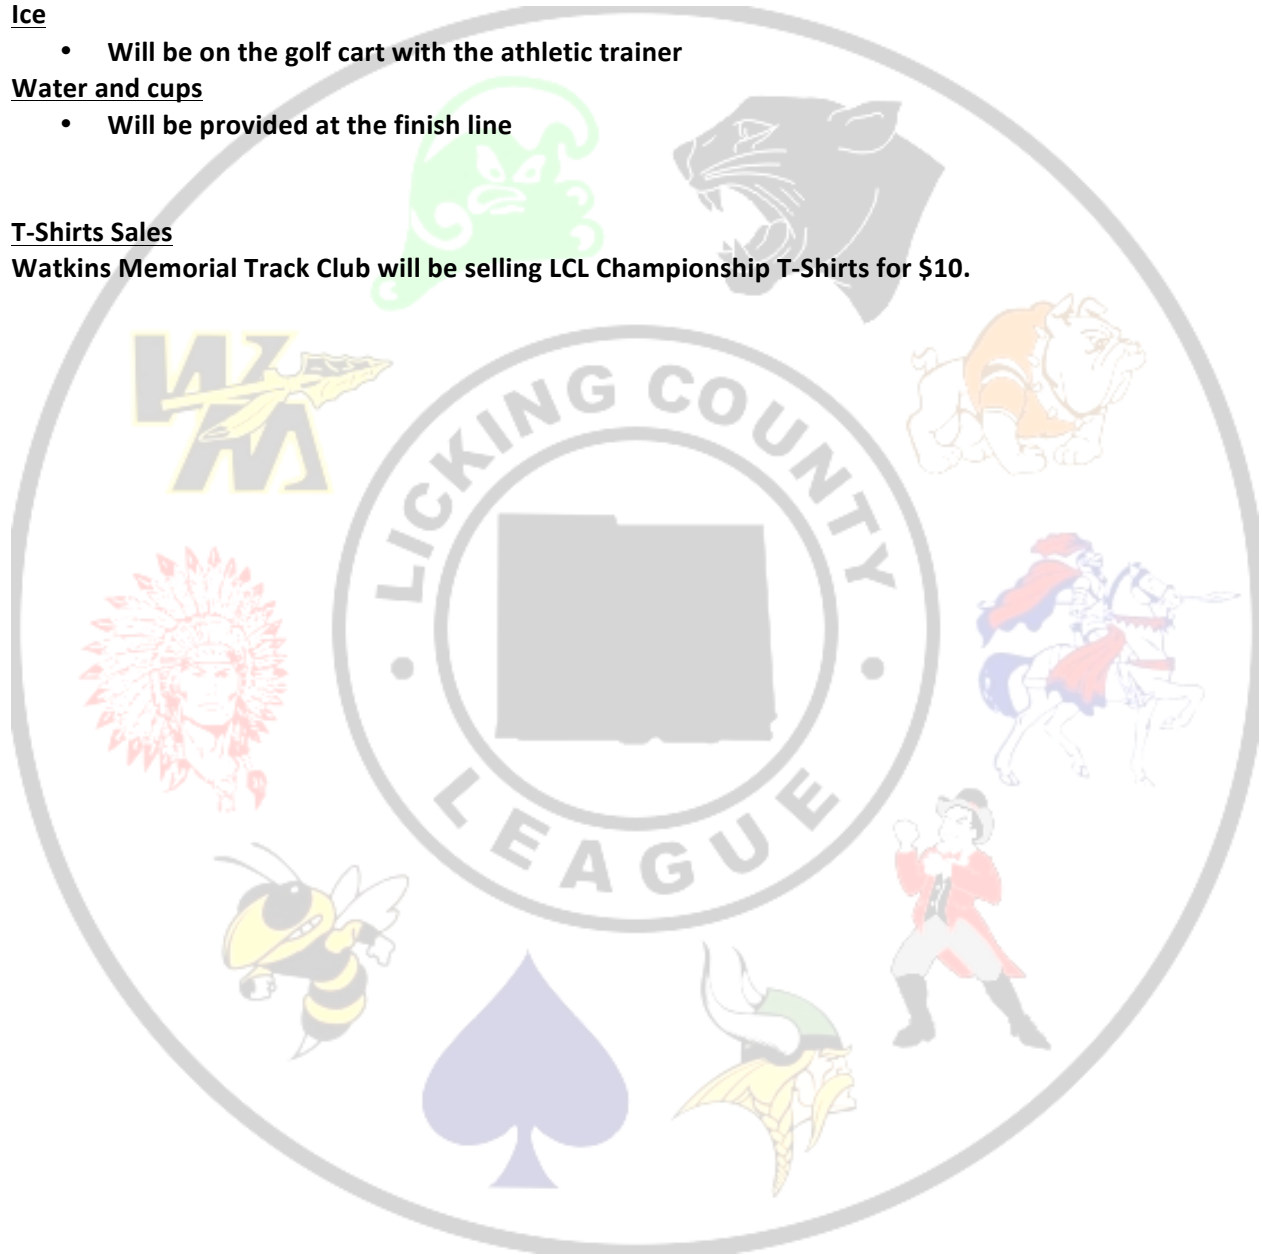 Ice
• Will be on the golf cart with the athletic trainer
Water and cups
• Will be provided at the finish line
T-Shirts Sales
Watkins Memorial Track Club will be selling LCL Championship T-Shirts for $10.
WM
LICKING COUNTY
LEAGUE